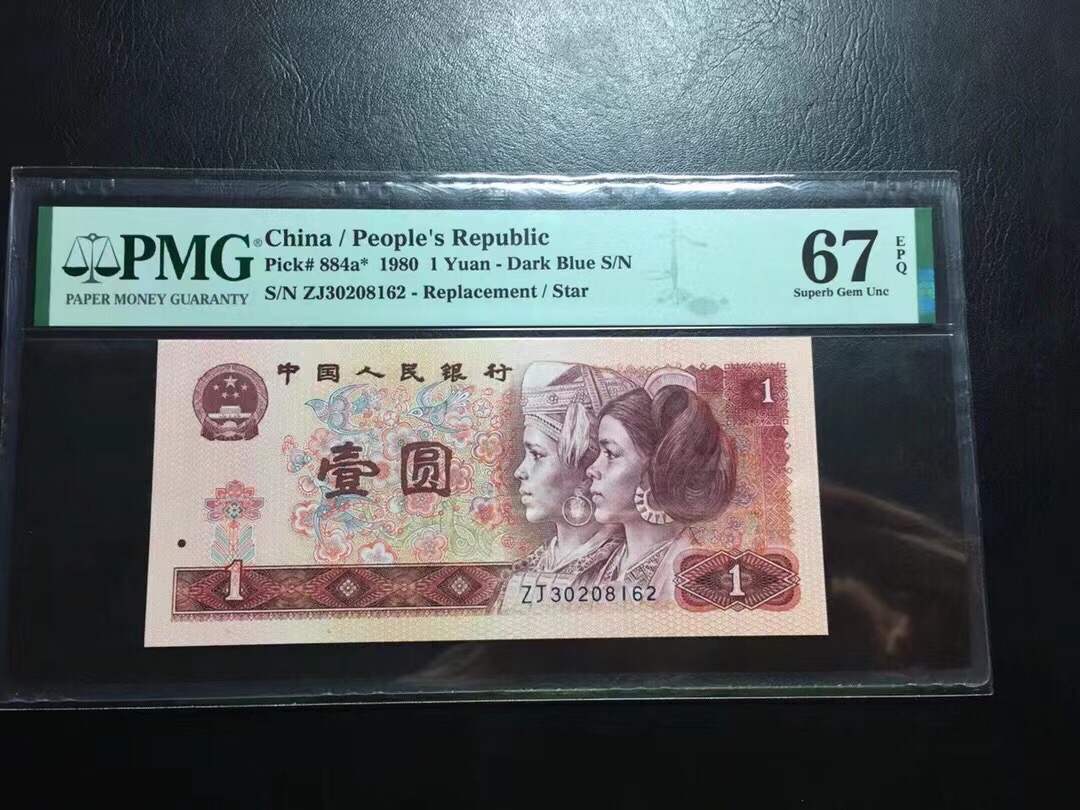 PMG®
PAPER MONEY GUARANTY
China / People's Republic
Pick# 884a* 1980 1 Yuan - Dark Blue S/N
S/N ZJ30208162 - Replacement / Star
67
EPQ
Superb Gem Unc
中国人民银行
1
壹圆
1
ZJ30208162
1